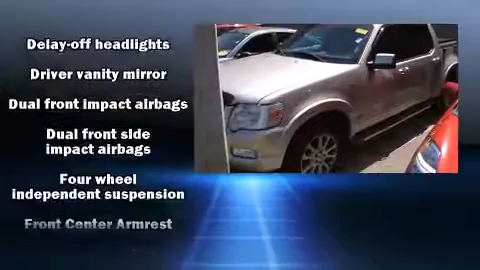 Delay-off headlights
Driver vanity mirror
Dual front impact airbags
Dual front side
impact airbags
Four wheel
independent suspension
Front Center Armrest